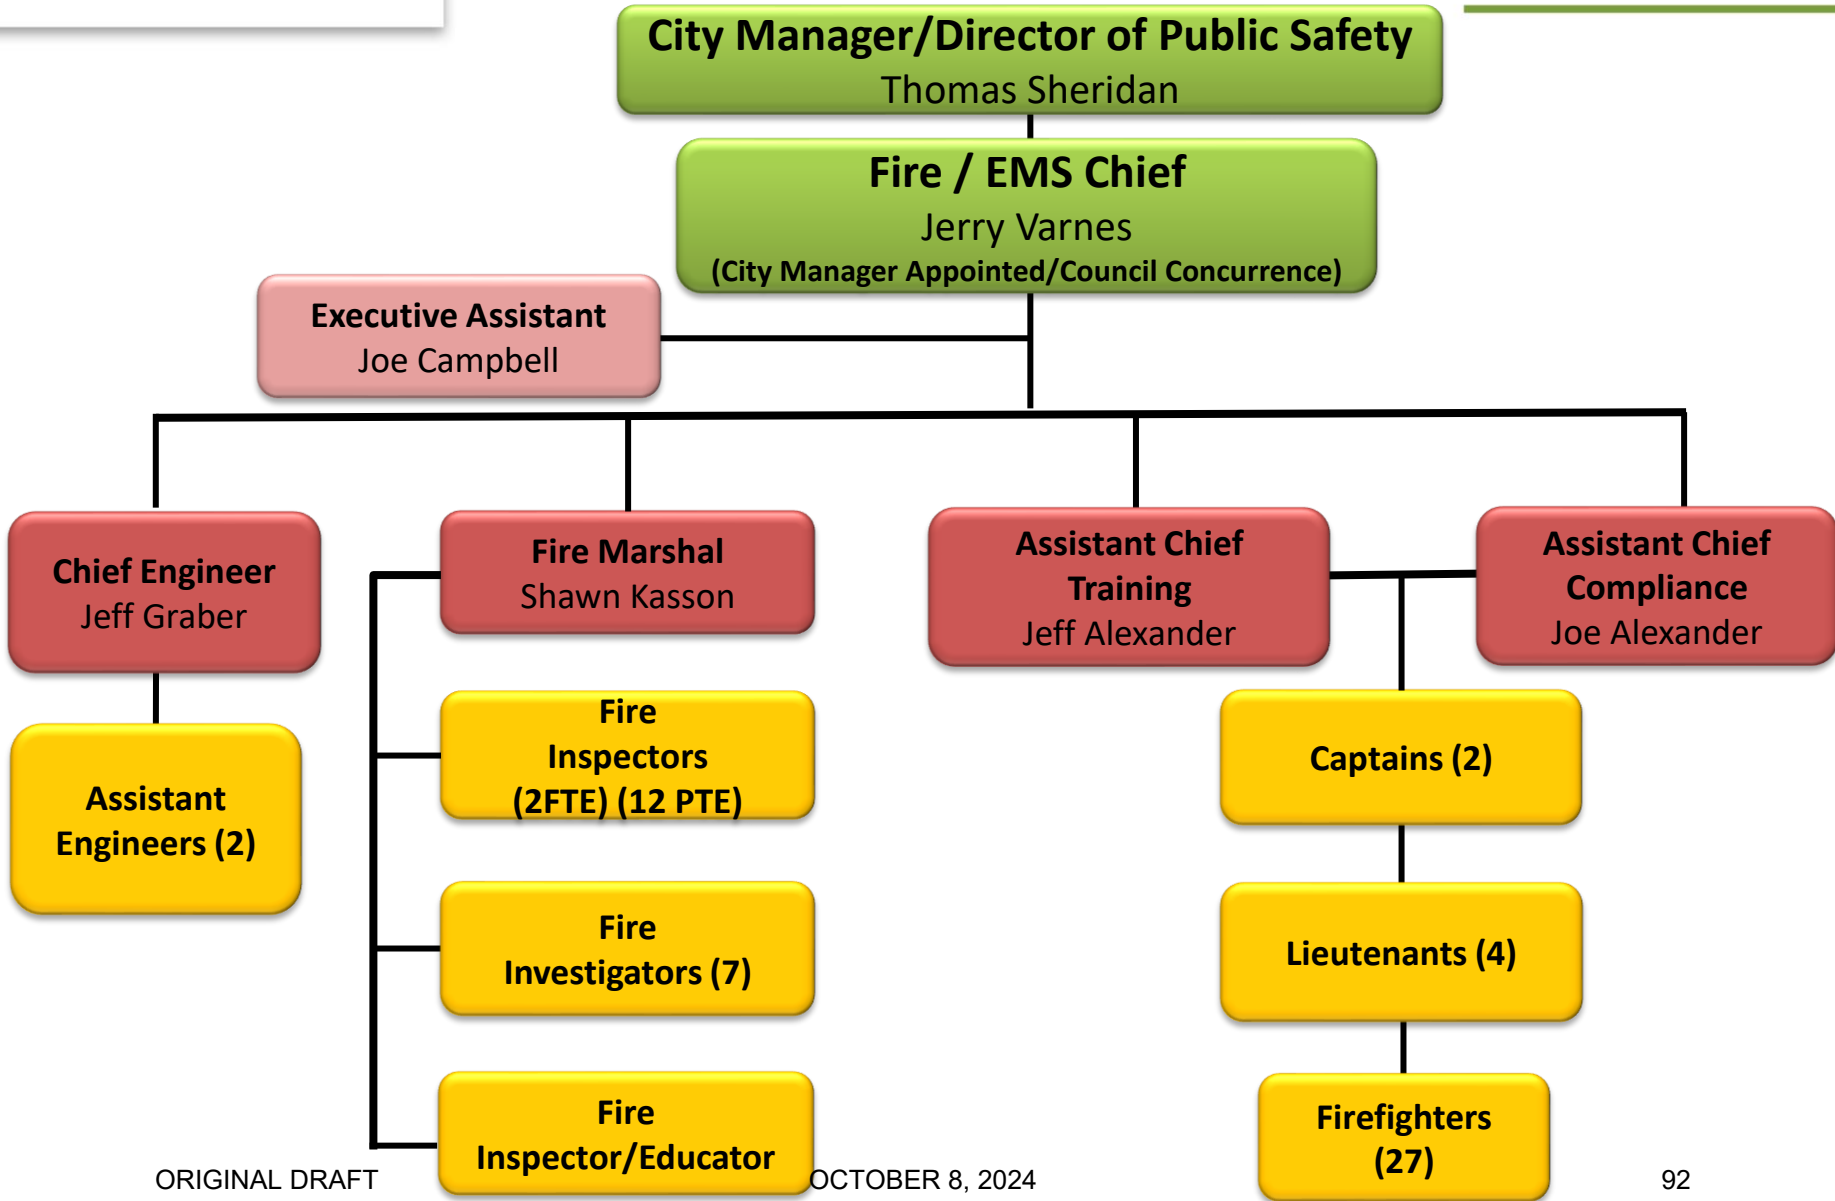 City Manager/Director of Public Safety
Thomas Sheridan
Fire / EMS Chief
Jerry Varnes
(City Manager Appointed/Council Concurrence)
Executive Assistant
Joe Campbell
Chief Engineer
Jeff Graber
Fire Marshal
Shawn Kasson
Assistant Chief
Training
Jeff Alexander
Assistant Chief
Compliance
Joe Alexander
Assistant
Engineers (2)
Fire
Inspectors
(2FTE) (12 PTE)
Captains (2)
Fire
Investigators (7)
Lieutenants (4)
Fire
Inspector/Educator
Firefighters
(27)
ORIGINAL DRAFT
OCTOBER 8, 2024
92